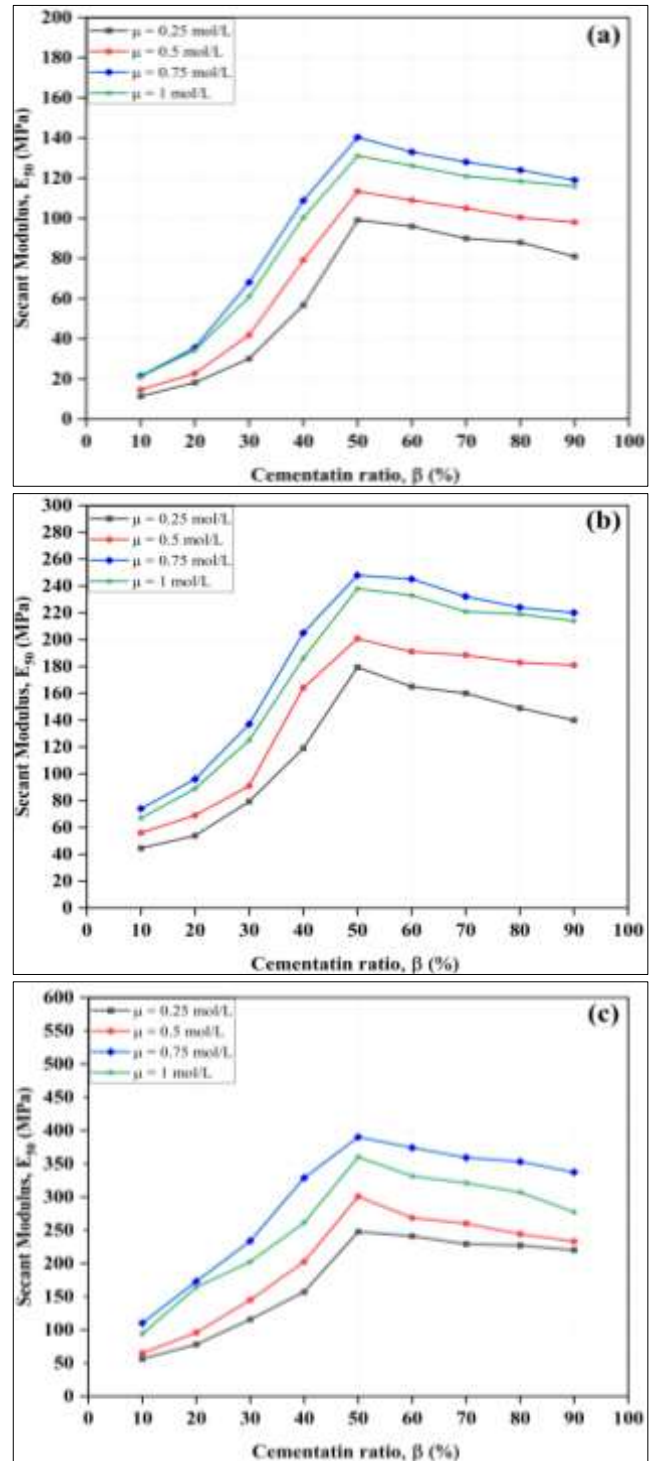 (a)
μ = 0.25 mol/L
μ = 0.5 mol/L
μ = 0.75 mol/L
μ = 1 mol/L
Secant Modulus, E₅₀ (MPa)
200
180
160
140
120
100
80
60
40
20
0
0 10 20 30 40 50 60 70 80 90 100
Cementatin ratio, β (%)
(b)
μ = 0.25 mol/L
μ = 0.5 mol/L
μ = 0.75 mol/L
μ = 1 mol/L
Secant Modulus, E₅₀ (MPa)
300
280
260
240
220
200
180
160
140
120
100
80
60
40
20
0
0 10 20 30 40 50 60 70 80 90 100
Cementatin ratio, β (%)
(c)
μ = 0.25 mol/L
μ = 0.5 mol/L
μ = 0.75 mol/L
μ = 1 mol/L
Secant Modulus, E₅₀ (MPa)
600
550
500
450
400
350
300
250
200
150
100
50
0
0 10 20 30 40 50 60 70 80 90 100
Cementatin ratio, β (%)